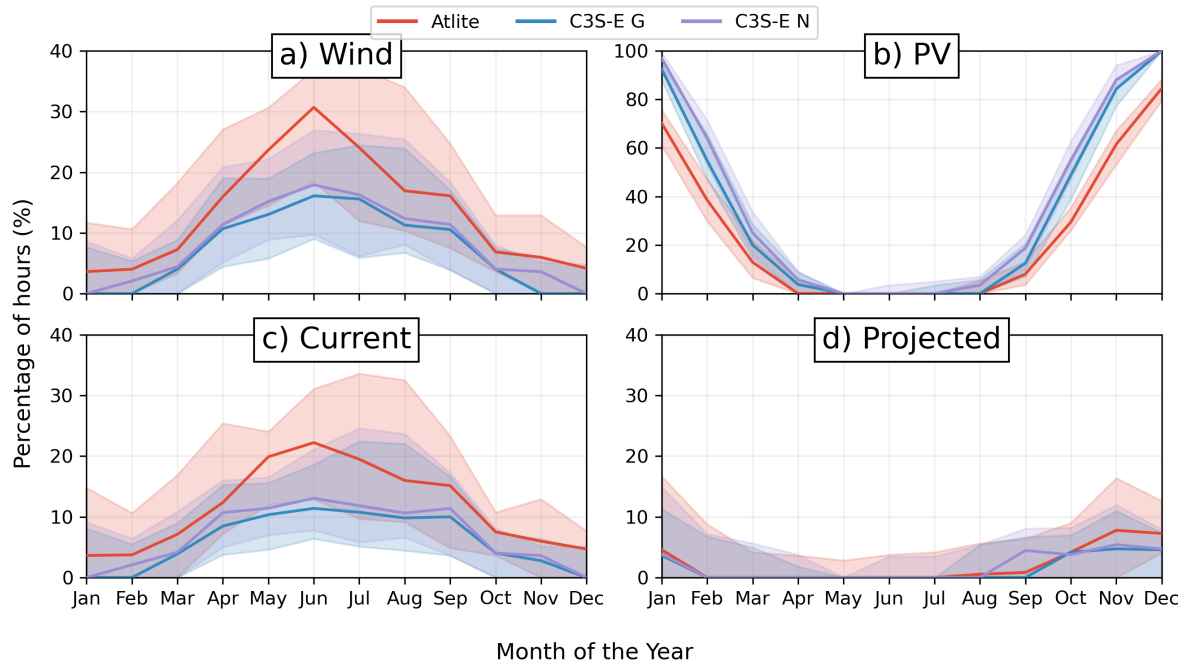 Atlite C3S-E G C3S-E N
a) Wind
b) PV
40
30
20
10
0
100
80
60
40
20
0
Percentage of hours (%)
c) Current
d) Projected
40
30
20
10
0
40
30
20
10
0
Jan Feb Mar Apr May Jun Jul Aug Sep Oct Nov Dec
Jan Feb Mar Apr May Jun Jul Aug Sep Oct Nov Dec
Month of the Year